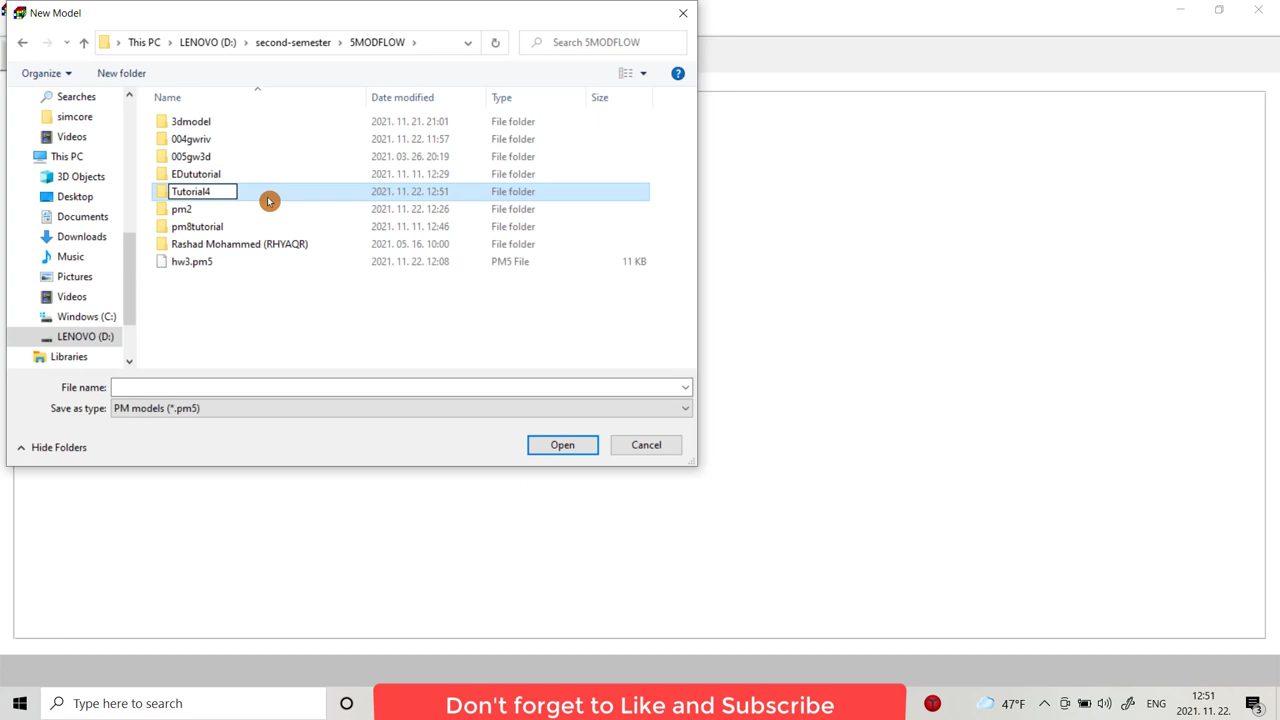 New Model
This PC
LENOVO (D:)
second-semester
5MODFLOW
Search 5MODFLOW
Organize
New folder
Name
Date modified
Type
Size
Searches
simcore
Videos
This PC
3D Objects
Desktop
Documents
Downloads
Music
Pictures
Videos
Windows (C:)
LENOVO (D:)
Libraries
3dmodel 2021. 11. 21. 21:01 File folder
004gwriv 2021. 11. 22. 11:57 File folder
005gw3d 2021. 03. 26. 20:19 File folder
EDututorial 2021. 11. 11. 12:29 File folder
Tutorial4 2021. 11. 22. 12:51 File folder
pm2 2021. 11. 22. 12:26 File folder
pm8tutorial 2021. 11. 11. 12:46 File folder
Rashad Mohammed (RHYAQR) 2021. 05. 16. 10:00 File folder
hw3.pm5 2021. 11. 22. 12:08 PM5 File 11 KB
File name:
Save as type: PM models (*.pm5)
Hide Folders
Open
Cancel
Type here to search
Don't forget to Like and Subscribe
47°F
ENG
12:51
2021. 11. 22.
3